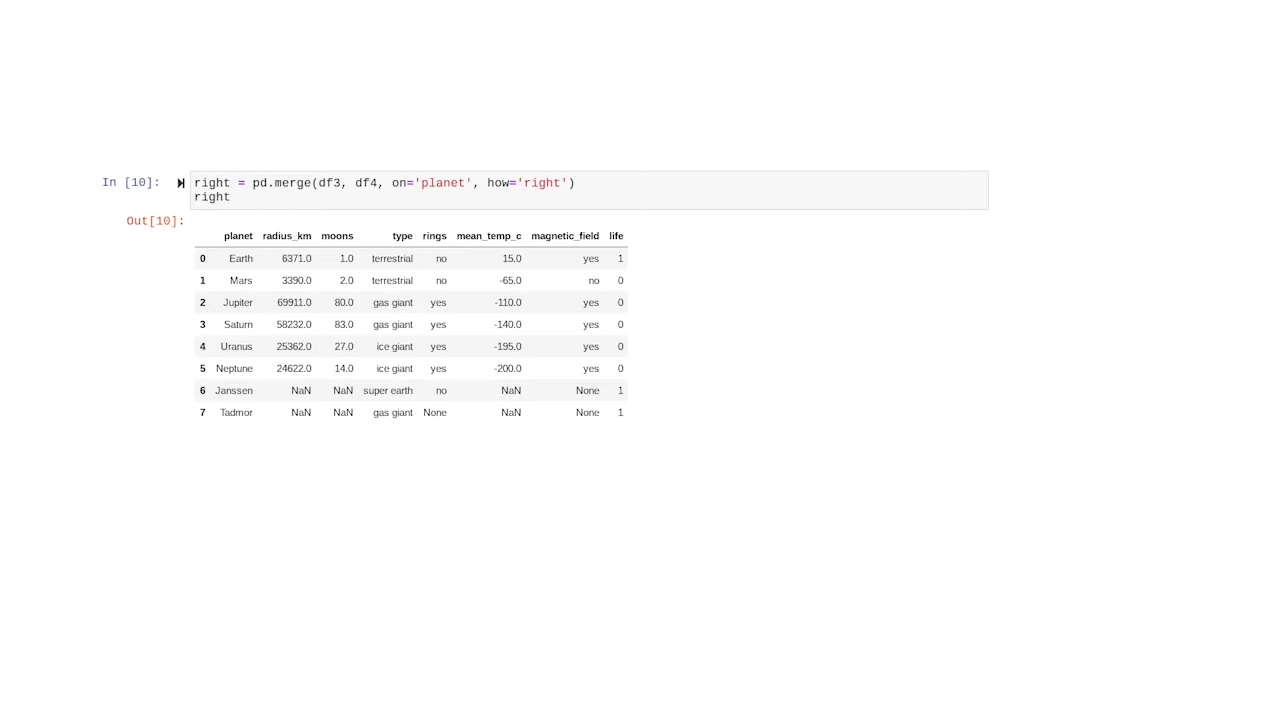 In [10]: right = pd.merge(df3, df4, on='planet', how='right')
right
Out[10]:
planet radius_km moons type rings mean_temp_c magnetic_field life
0 Earth 6371.0 1.0 terrestrial no 15.0 yes 1
1 Mars 3390.0 2.0 terrestrial no -65.0 no 0
2 Jupiter 69911.0 80.0 gas giant yes -110.0 yes 0
3 Saturn 58232.0 83.0 gas giant yes -140.0 yes 0
4 Uranus 25362.0 27.0 ice giant yes -195.0 yes 0
5 Neptune 24622.0 14.0 ice giant yes -200.0 yes 0
6 Janssen NaN NaN super earth no NaN None 1
7 Tadmor NaN NaN gas giant None NaN None 1